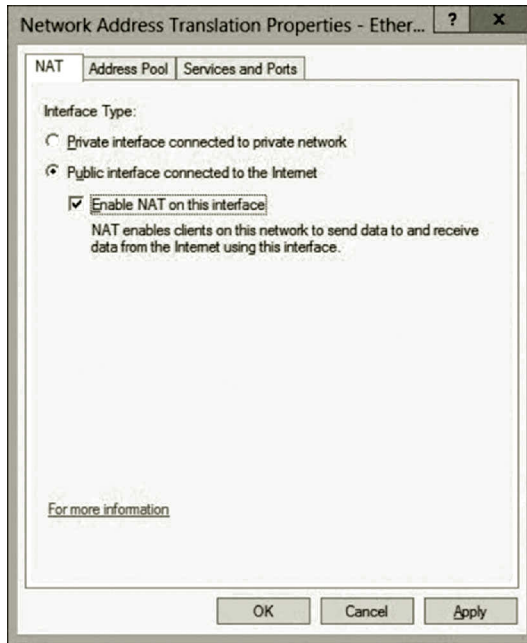 Network Address Translation Properties - Ether...
? x
NAT Address Pool Services and Ports
Interface Type:
Private interface connected to private network
Public interface connected to the Internet
Enable NAT on this interface
NAT enables clients on this network to send data to and receive
data from the Internet using this interface.
For more information
OK Cancel Apply